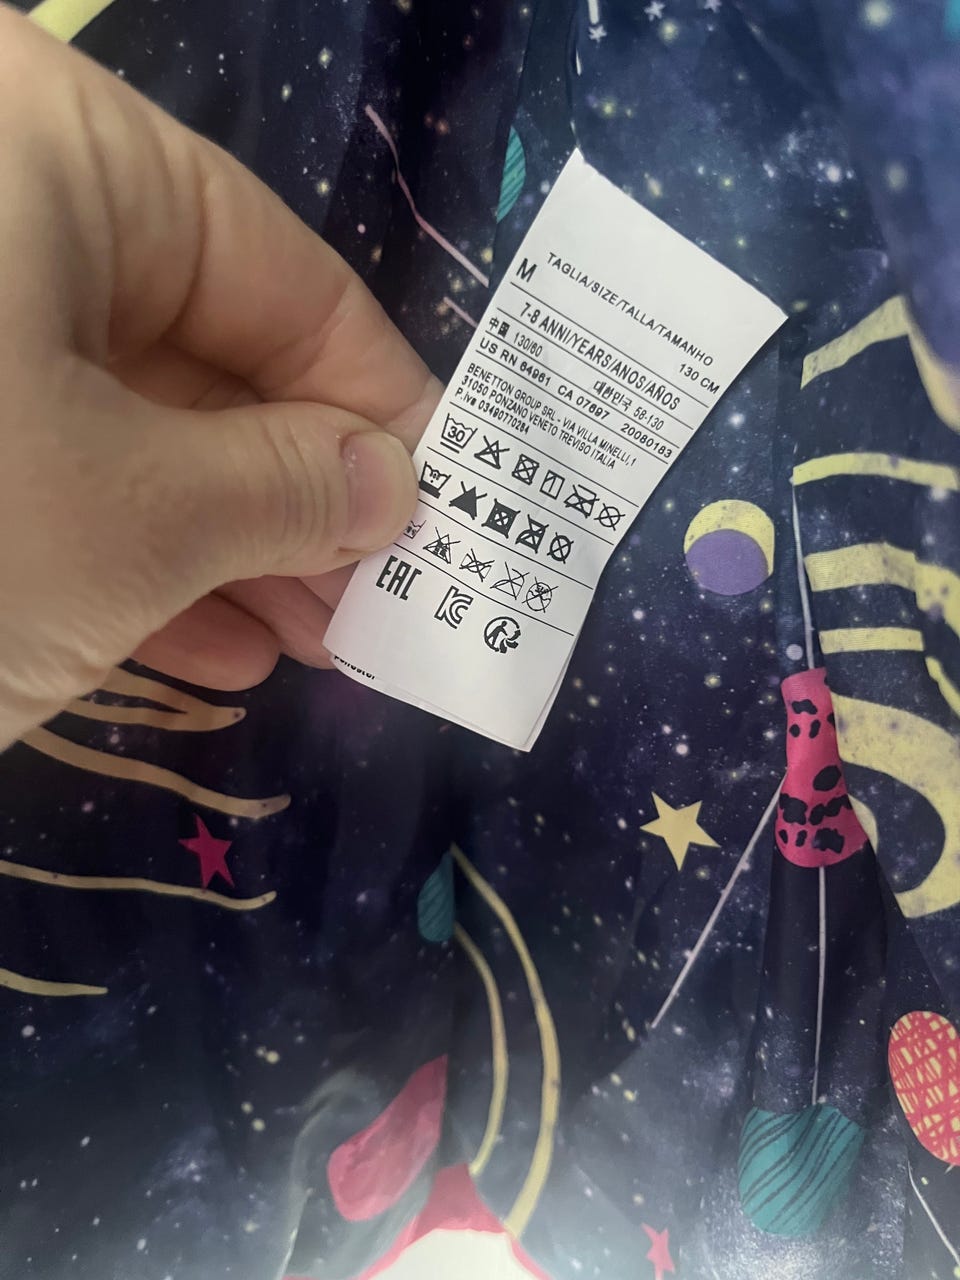 TAGLIA/SIZE/TALLA/TAMANHO
M 130 CM
7-8 ANNI/YEARS/ANOS/AÑOS
中国 130/60 대한민국 58-130
US RN 64961 CA 07697 20080183
BENETTON GROUP SRL - VIA VILLA MINELLI,1
31050 PONZANO VENETO TREVISO ITALIA
P.Iva 03490770264
30
EAC
polyester